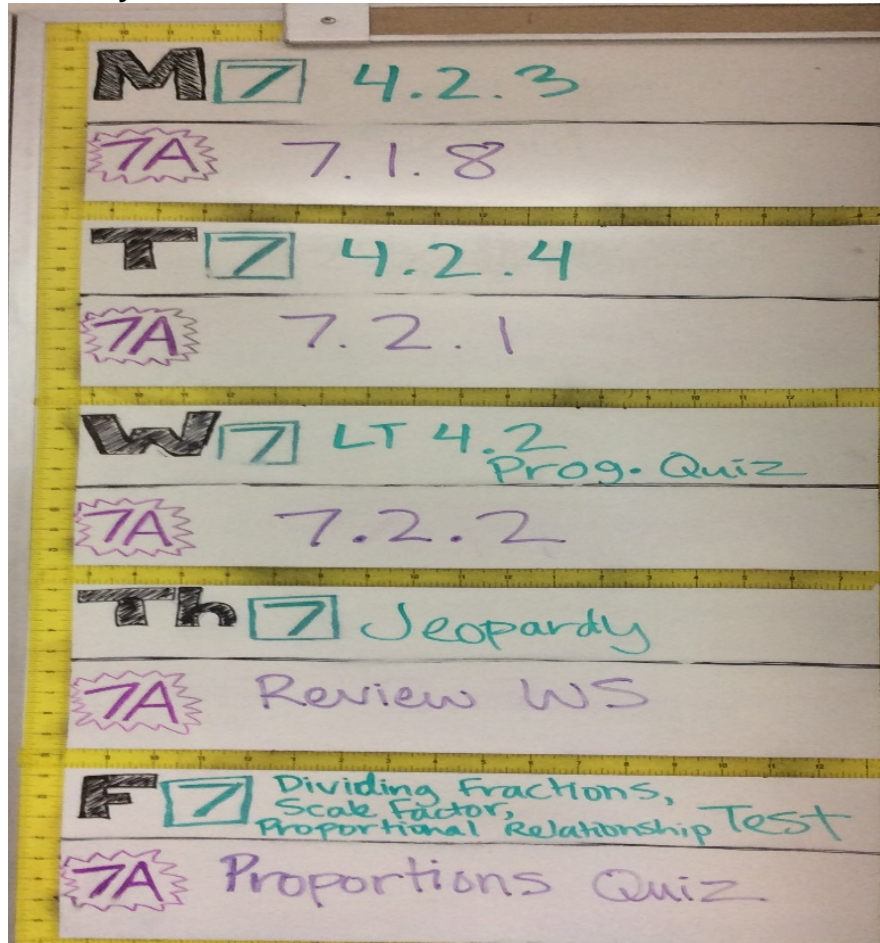 M 7 4.2.3
7A 7.1.8
T 7 4.2.4
7A 7.2.1
W 7 LT 4.2
Prog. Quiz
7A 7.2.2
Th 7 Jeopardy
7A Review WS
F 7 Dividing Fractions,
Scale Factor,
Proportional Relationship Test
7A Proportions Quiz